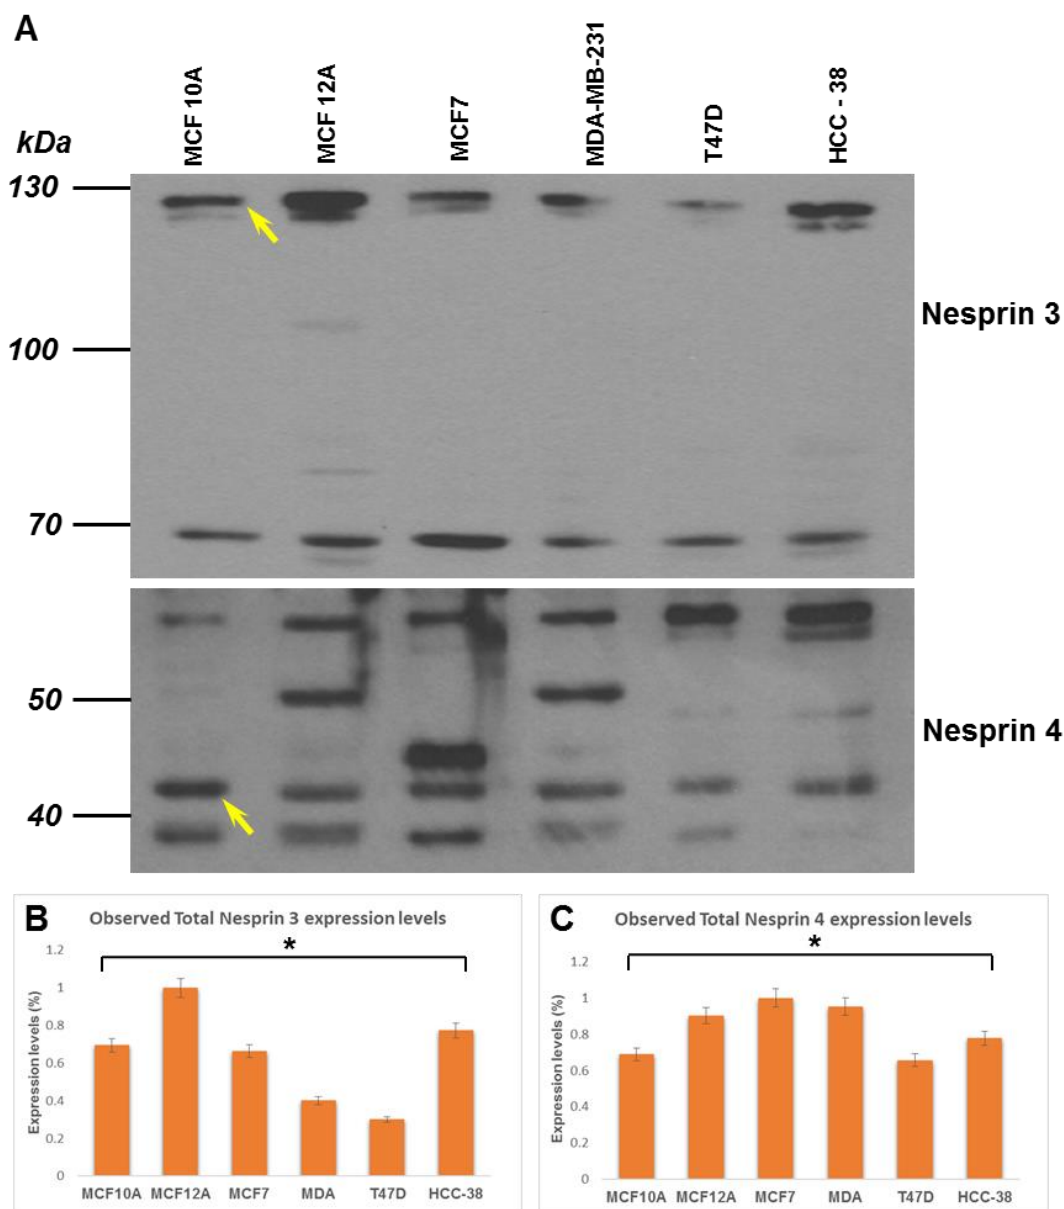 A
MCF 10A
MCF 12A
MCF7
MDA-MB-231
T47D
HCC - 38
kDa
130
100
70
Nesprin 3
50
40
Nesprin 4
B
Observed Total Nesprin 3 expression levels
*
Expression levels (%)
1.2
1
0.8
0.6
0.4
0.2
0
MCF10A MCF12A MCF7 MDA T47D HCC-38
C
Observed Total Nesprin 4 expression levels
*
Expression levels (%)
1.2
1
0.8
0.6
0.4
0.2
0
MCF10A MCF12A MCF7 MDA T47D HCC-38